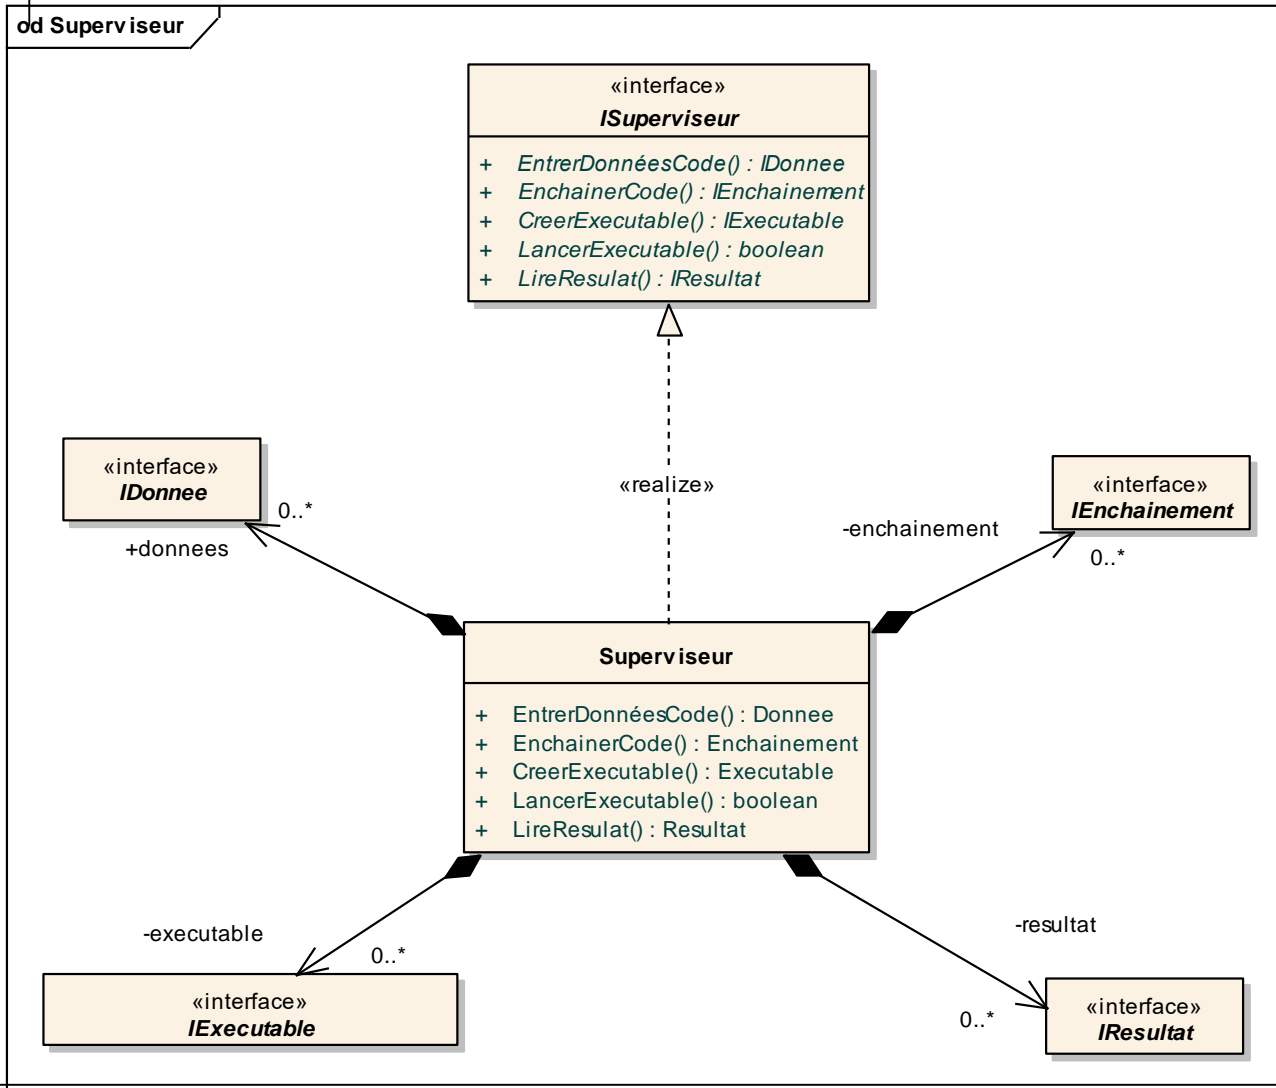 od Superviseur
«interface»
ISuperviseur
+ EntrerDonnéesCode() : IDonnee
+ EnchainerCode() : IEnchainement
+ CreerExecutable() : IExecutable
+ LancerExecutable() : boolean
+ LireResulat() : IResultat
«interface»
IDonnee
0..*
+donnees
«realize»
«interface»
IEnchainement
-enchainement
0..*
Superviseur
+ EntrerDonnéesCode() : Donnee
+ EnchainerCode() : Enchainement
+ CreerExecutable() : Executable
+ LancerExecutable() : boolean
+ LireResulat() : Resultat
-executable
0..*
«interface»
IExecutable
-resultat
0..*
«interface»
IResultat